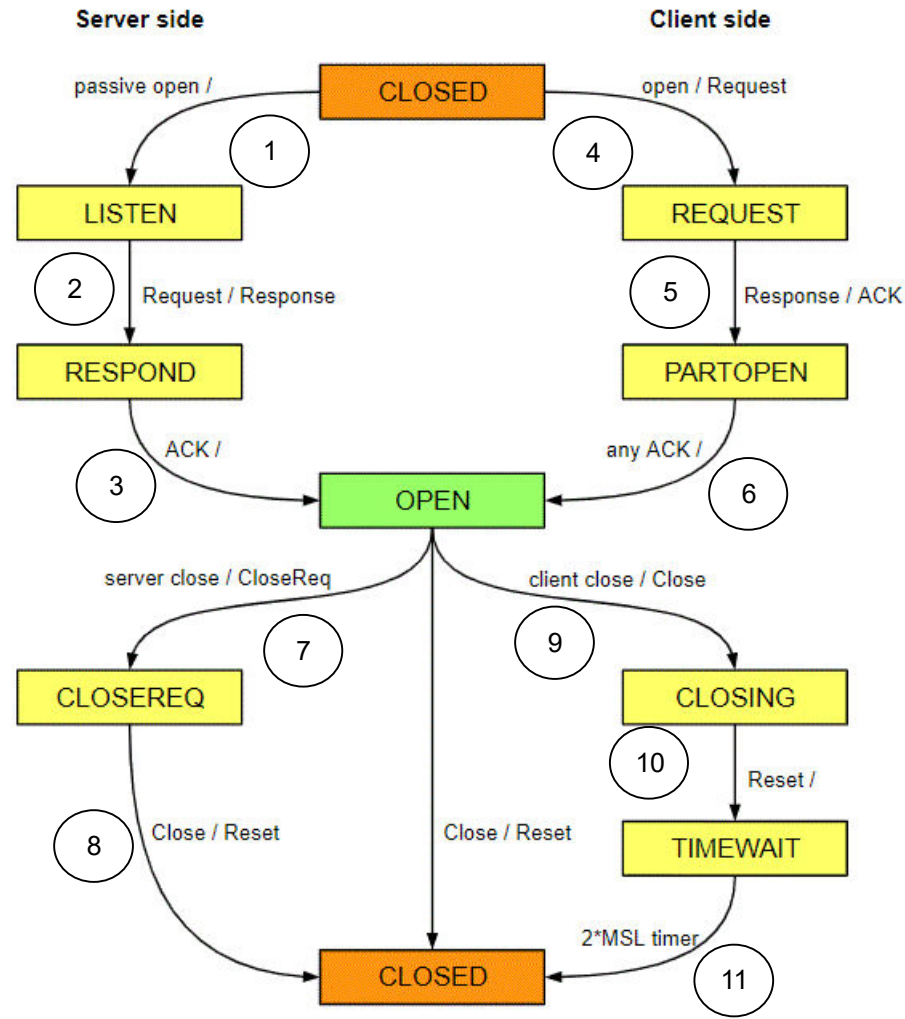 Server side
Client side
passive open /
CLOSED
open / Request
1
4
LISTEN
REQUEST
2
Request / Response
5
Response / ACK
RESPOND
PARTOPEN
ACK /
any ACK /
3
6
OPEN
server close / CloseReq
client close / Close
7
9
CLOSEREQ
CLOSING
10
Reset /
8
Close / Reset
Close / Reset
TIMEWAIT
2*MSL timer
11
CLOSED